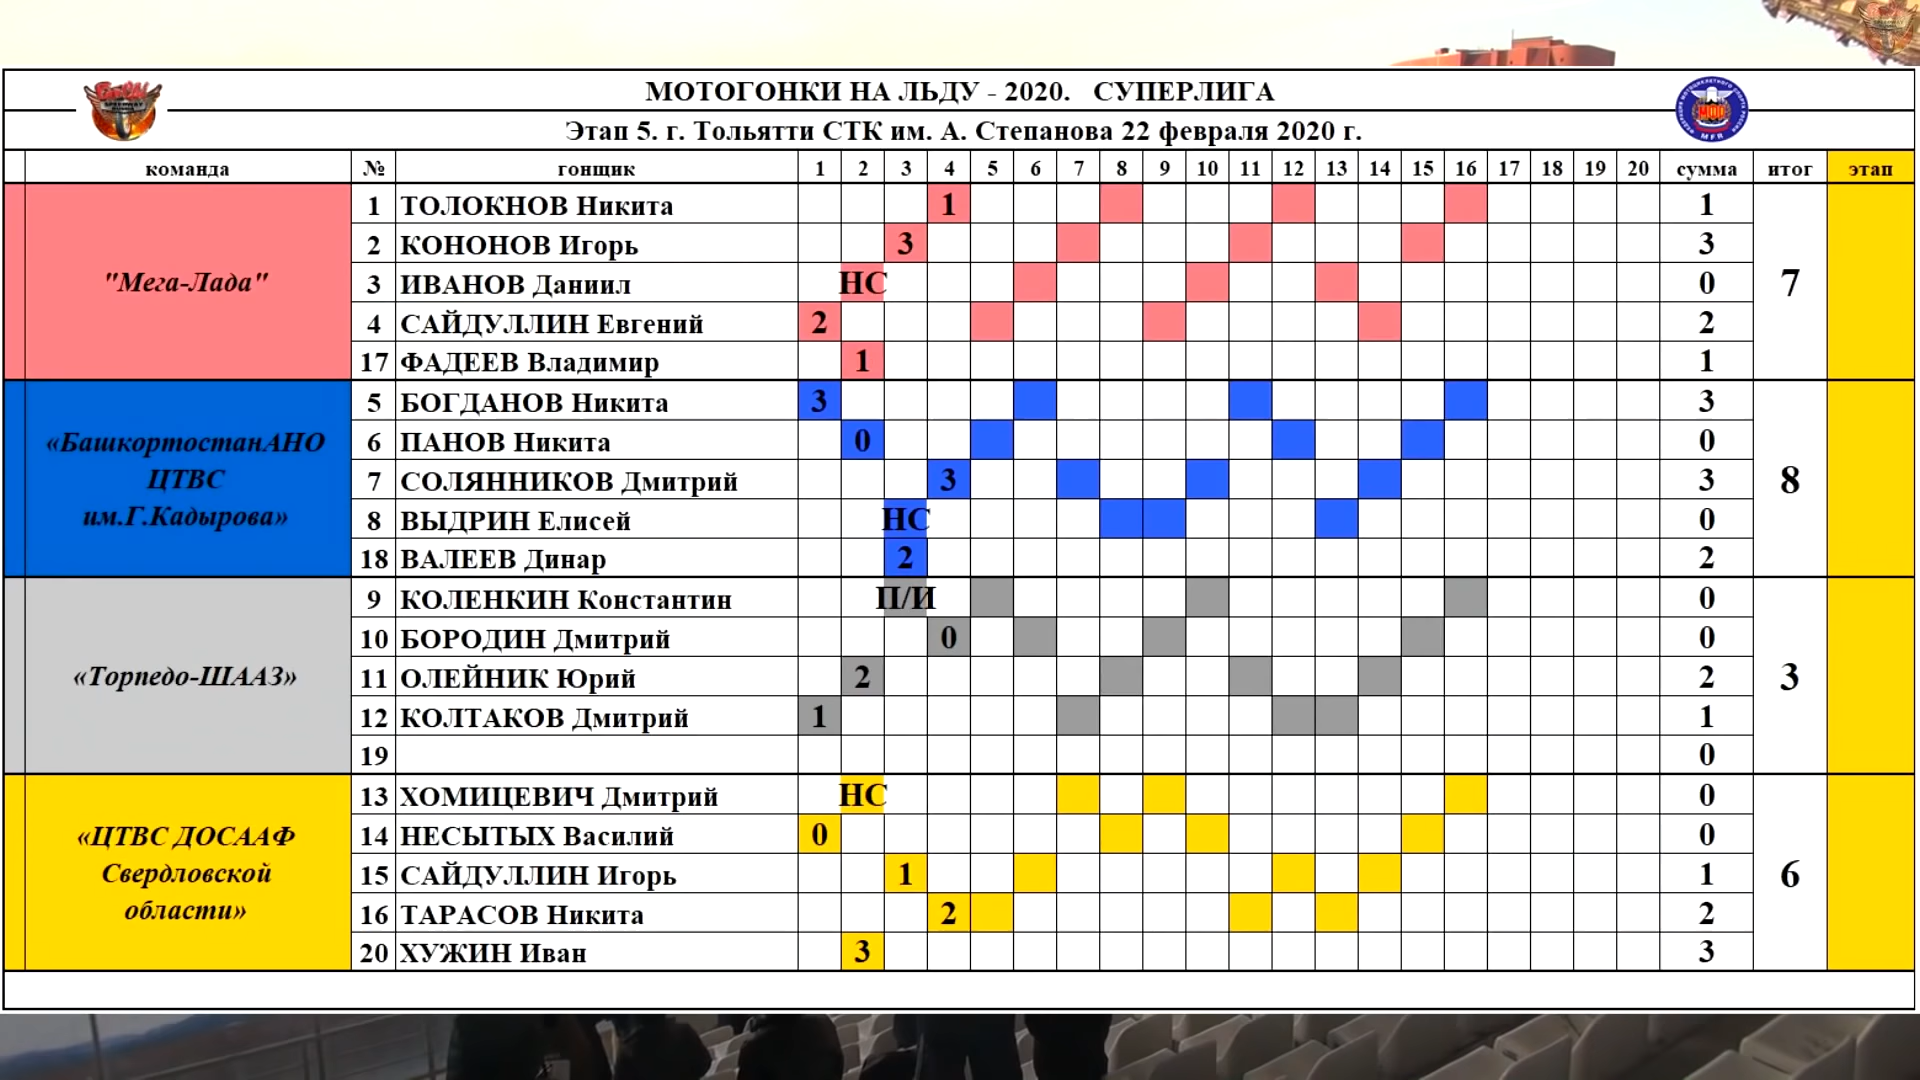 МОТОГОНКИ НА ЛЬДУ - 2020. СУПЕРЛИГА
Этап 5. г. Тольятти СТК им. А. Степанова 22 февраля 2020 г.
команда № гонщик 1 2 3 4 5 6 7 8 9 10 11 12 13 14 15 16 17 18 19 20 сумма итог этап
"Мега-Лада" 7
1 ТОЛОКНОВ Никита 1 1
2 КОНОНОВ Игорь 3 3
3 ИВАНОВ Даниил НС 0
4 САЙДУЛЛИН Евгений 2 2
17 ФАДЕЕВ Владимир 1 1
«БашкортостанАНО
ЦТВС
им.Г.Кадырова» 8
5 БОГДАНОВ Никита 3 3
6 ПАНОВ Никита 0 0
7 СОЛЯННИКОВ Дмитрий 3 3
8 ВЫДРИН Елисей НС 0
18 ВАЛЕЕВ Динар 2 2
«Торпедо-ШААЗ» 3
9 КОЛЕНКИН Константин П/И 0
10 БОРОДИН Дмитрий 0 0
11 ОЛЕЙНИК Юрий 2 2
12 КОЛТАКОВ Дмитрий 1 1
19 0
«ЦТВС ДОСААФ
Свердловской
области» 6
13 ХОМИЦЕВИЧ Дмитрий НС 0
14 НЕСЫТЫХ Василий 0 0
15 САЙДУЛЛИН Игорь 1 1
16 ТАРАСОВ Никита 2 2
20 ХУЖИН Иван 3 3